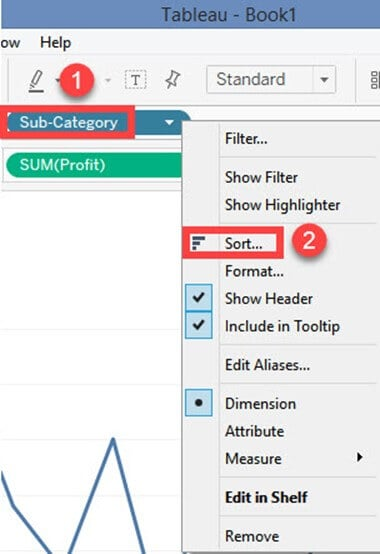 Tableau - Book1
ow Help
1
T
Standard
Sub-Category
SUM(Profit)
Filter...
Show Filter
Show Highlighter
Sort...
2
Format...
Show Header
Include in Tooltip
Edit Aliases...
Dimension
Attribute
Measure
Edit in Shelf
Remove